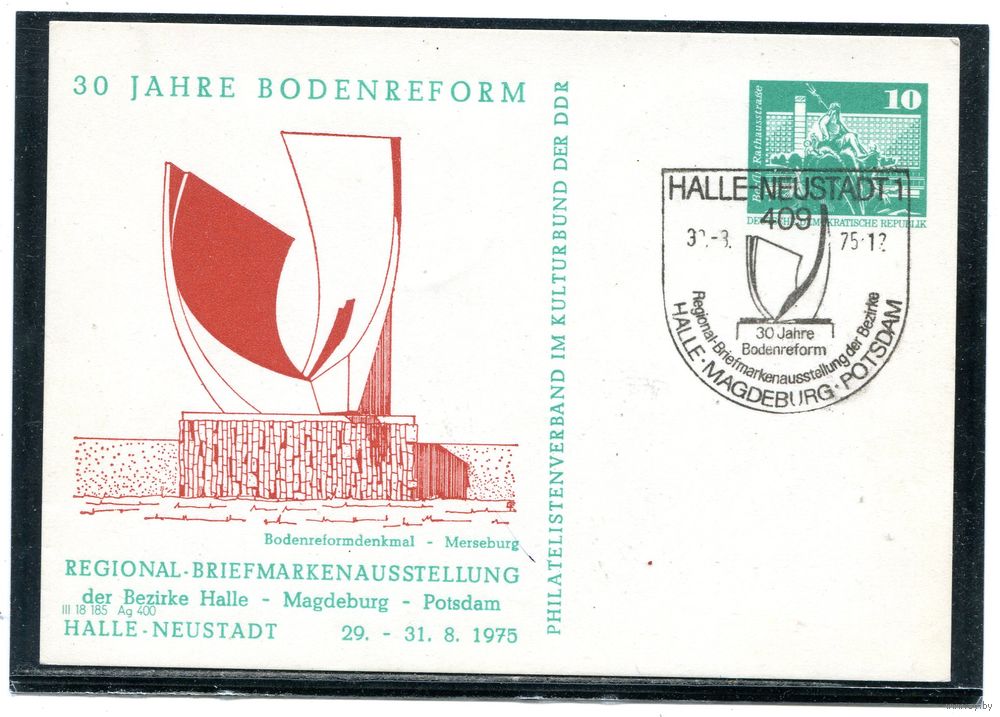 30 JAHRE BODENREFORM
Bodenreformdenkmal - Merseburg
REGIONAL-BRIEFMARKENAUSSTELLUNG
der Bezirke Halle - Magdeburg - Potsdam
III 18 185 Ag 400
HALLE-NEUSTADT 29. - 31. 8. 1975
PHILATELISTENVERBAND IM KULTURBUND DER DDR
10
Rathausstraße
DEUTSCHE DEMOKRATISCHE REPUBLIK
HALLE-NEUSTADT 1
409
75-12
30 Jahre
Bodenreform
Regional-Briefmarkenausstellung der Bezirke
HALLE · MAGDEBURG · POTSDAM